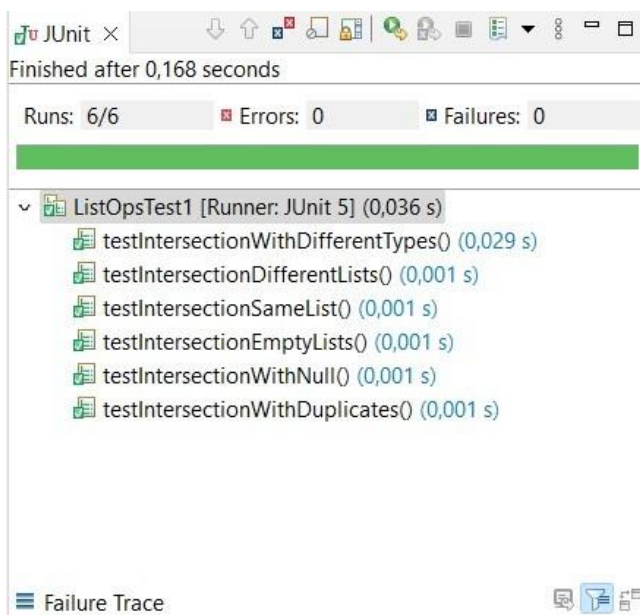 JU JUnit ×
Finished after 0,168 seconds
Runs: 6/6 Errors: 0 Failures: 0
ListOpsTest1 [Runner: JUnit 5] (0,036 s)
testIntersectionWithDifferentTypes() (0,029 s)
testIntersectionDifferentLists() (0,001 s)
testIntersectionSameList() (0,001 s)
testIntersectionEmptyLists() (0,001 s)
testIntersectionWithNull() (0,001 s)
testIntersectionWithDuplicates() (0,001 s)
Failure Trace